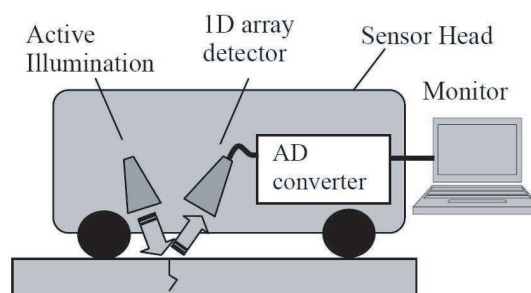 Active
Illumination
1D array
detector
Sensor Head
Monitor
AD
converter